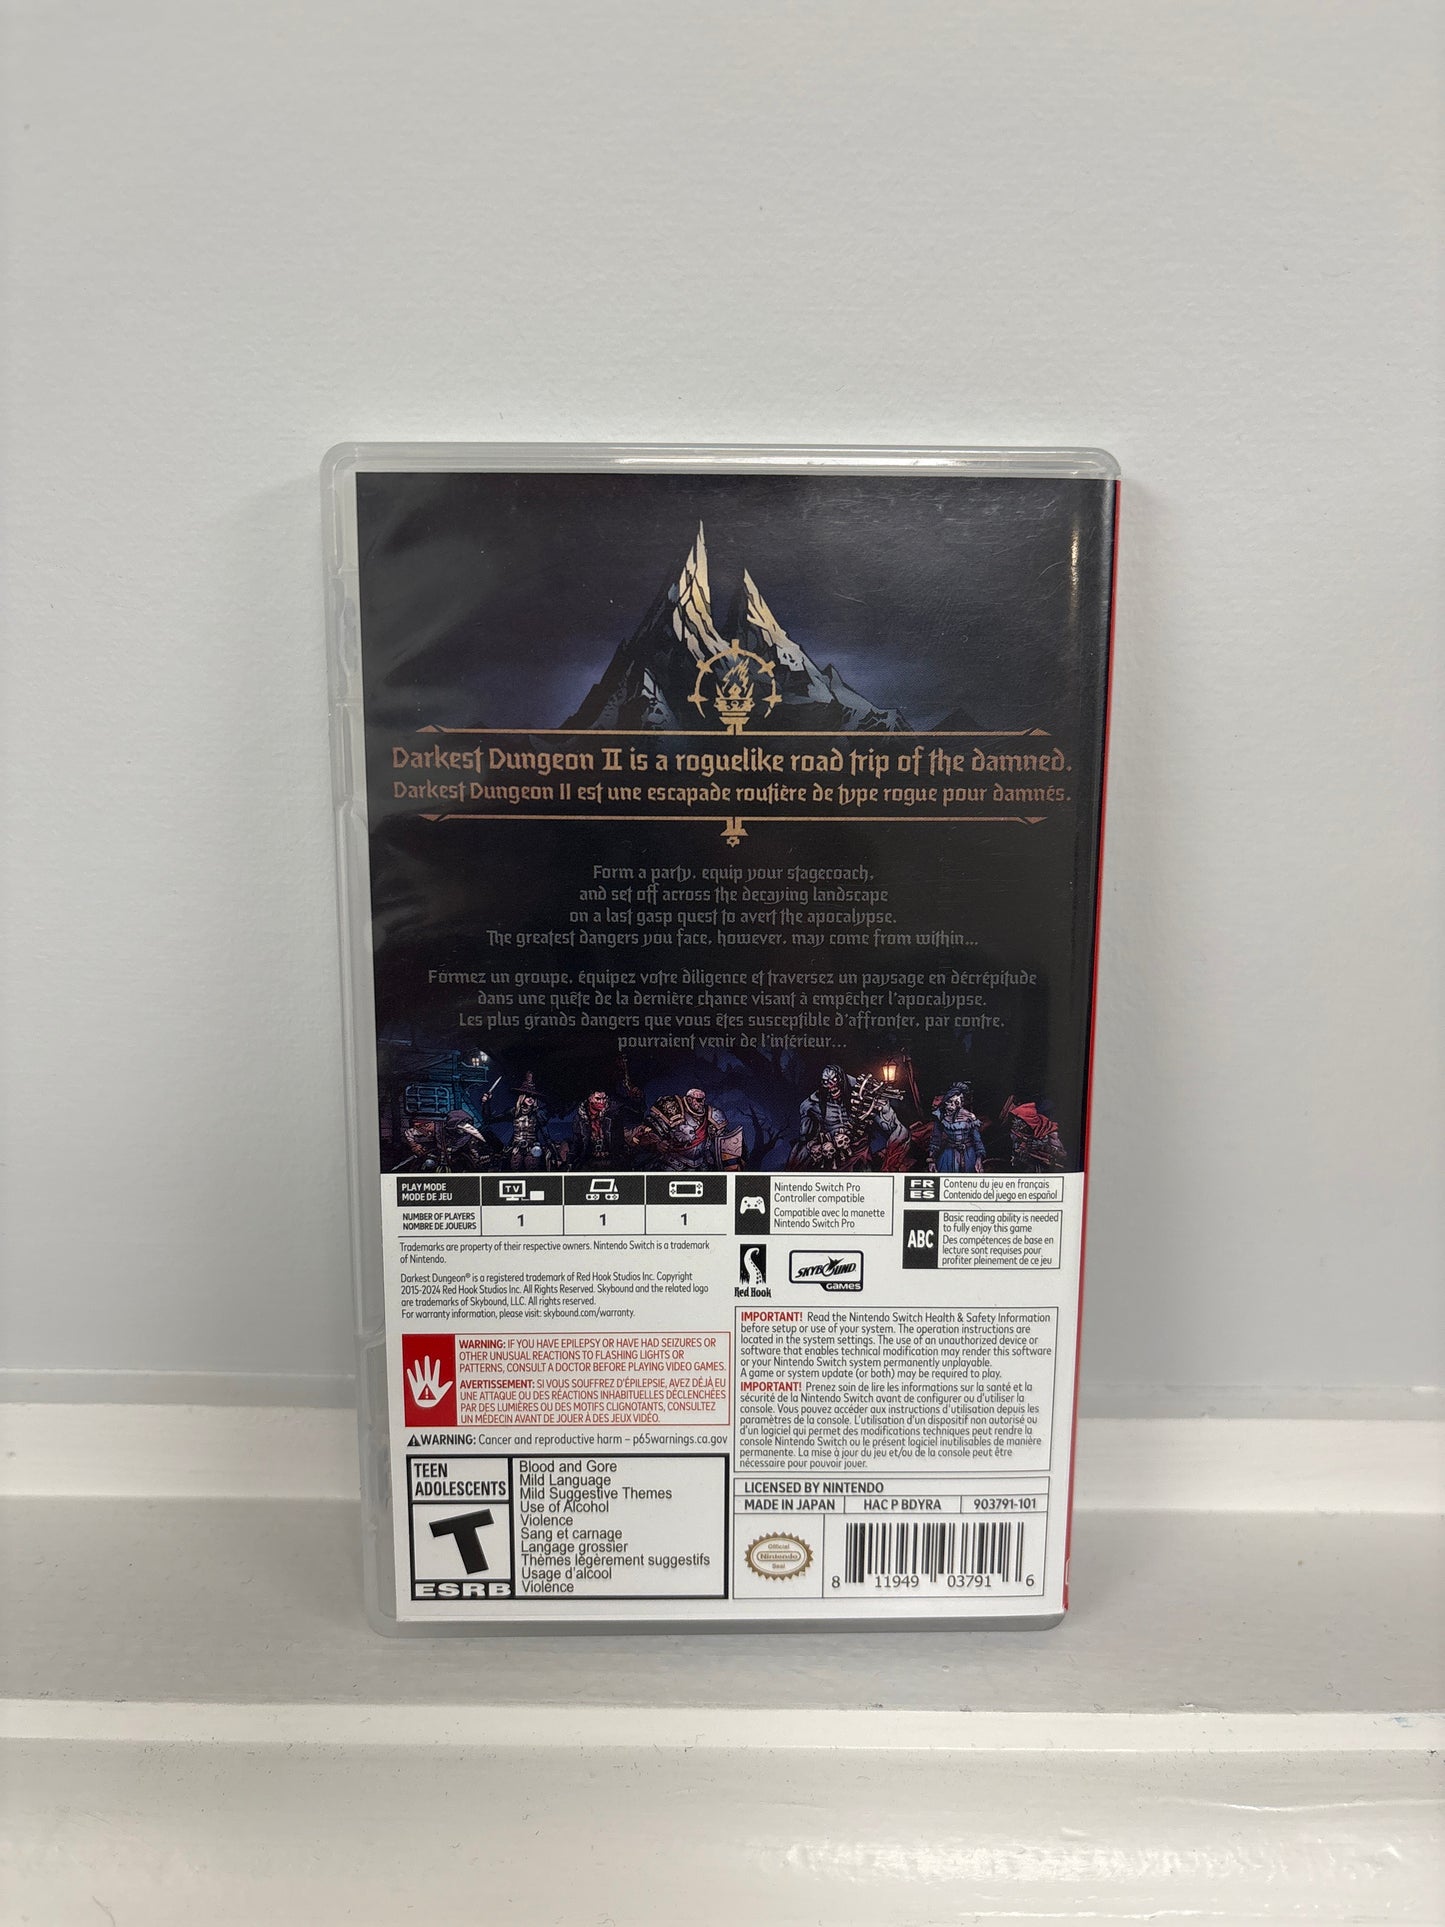 Darkest Dungeon II is a roguelike road trip of the damned.
Darkest Dungeon II est une escapade routière de type rogue pour damnés.
Form a party, equip your stagecoach,
and set off across the decaying landscape
on a last gasp quest to avert the apocalypse.
The greatest dangers you face, however, may come from within...
Formez un groupe, équipez votre diligence et traversez un paysage en décrépitude
dans une quête de la dernière chance visant à empêcher l'apocalypse.
Les plus grands dangers que vous êtes susceptible d'affronter, par contre,
pourraient venir de l'intérieur...
PLAY MODE
MODE DE JEU
TV
NUMBER OF PLAYERS
NOMBRE DE JOUEURS
1
1
1
Nintendo Switch Pro
Controller compatible
Compatible avec la manette
Nintendo Switch Pro
FR
ES
Contenu du jeu en français
Contenido del juego en español
ABC
Basic reading ability is needed
to fully enjoy this game
Des compétences de base en
lecture sont requises pour
profiter pleinement de ce jeu
Trademarks are property of their respective owners. Nintendo Switch is a trademark
of Nintendo.
Darkest Dungeon® is a registered trademark of Red Hook Studios Inc. Copyright
2015-2024 Red Hook Studios Inc. All Rights Reserved. Skybound and the related logo
are trademarks of Skybound, LLC. All rights reserved.
For warranty information, please visit: skybound.com/warranty.
Red Hook
SKYBOUND
GAMES
WARNING: IF YOU HAVE EPILEPSY OR HAVE HAD SEIZURES OR
OTHER UNUSUAL REACTIONS TO FLASHING LIGHTS OR
PATTERNS, CONSULT A DOCTOR BEFORE PLAYING VIDEO GAMES.
AVERTISSEMENT: SI VOUS SOUFFREZ D'ÉPILEPSIE, AVEZ DÉJÀ EU
UNE ATTAQUE OU DES RÉACTIONS INHABITUELLES DÉCLENCHÉES
PAR DES LUMIÈRES OU DES MOTIFS CLIGNOTANTS, CONSULTEZ
UN MÉDECIN AVANT DE JOUER À DES JEUX VIDÉO.
WARNING: Cancer and reproductive harm – p65warnings.ca.gov
IMPORTANT! Read the Nintendo Switch Health & Safety Information
before setup or use of your system. The operation instructions are
located in the system settings. The use of an unauthorized device or
software that enables technical modification may render this software
or your Nintendo Switch system permanently unplayable.
A game or system update (or both) may be required to play.
IMPORTANT! Prenez soin de lire les informations sur la santé et la
sécurité de la Nintendo Switch avant de configurer ou d'utiliser la
console. Vous pouvez accéder aux instructions d'utilisation depuis les
paramètres de la console. L'utilisation d'un dispositif non autorisé ou
d'un logiciel qui permet des modifications techniques peut rendre la
console Nintendo Switch ou le présent logiciel inutilisables de manière
permanente. La mise à jour du jeu et/ou de la console peut être
nécessaire pour pouvoir jouer.
TEEN
ADOLESCENTS
T
ESRB
Blood and Gore
Mild Language
Mild Suggestive Themes
Use of Alcohol
Violence
Sang et carnage
Langage grossier
Thèmes légèrement suggestifs
Usage d'alcool
Violence
LICENSED BY NINTENDO
MADE IN JAPAN
HAC P BDYRA
903791-101
Official
Nintendo
Seal
8 11949 03791 6